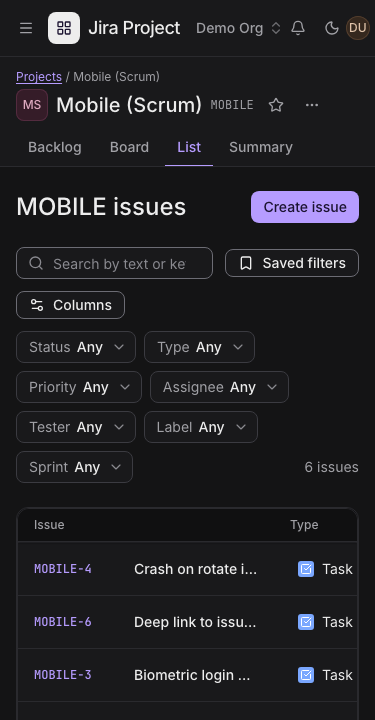 Jira Project Demo Org DU
Projects / Mobile (Scrum)
MS Mobile (Scrum) MOBILE
Backlog Board List Summary
MOBILE issues Create issue
Search by text or ke Saved filters
Columns
Status Any Type Any
Priority Any Assignee Any
Tester Any Label Any
Sprint Any 6 issues
Issue Type
MOBILE-4 Crash on rotate i... Task
MOBILE-6 Deep link to issu... Task
MOBILE-3 Biometric login ... Task